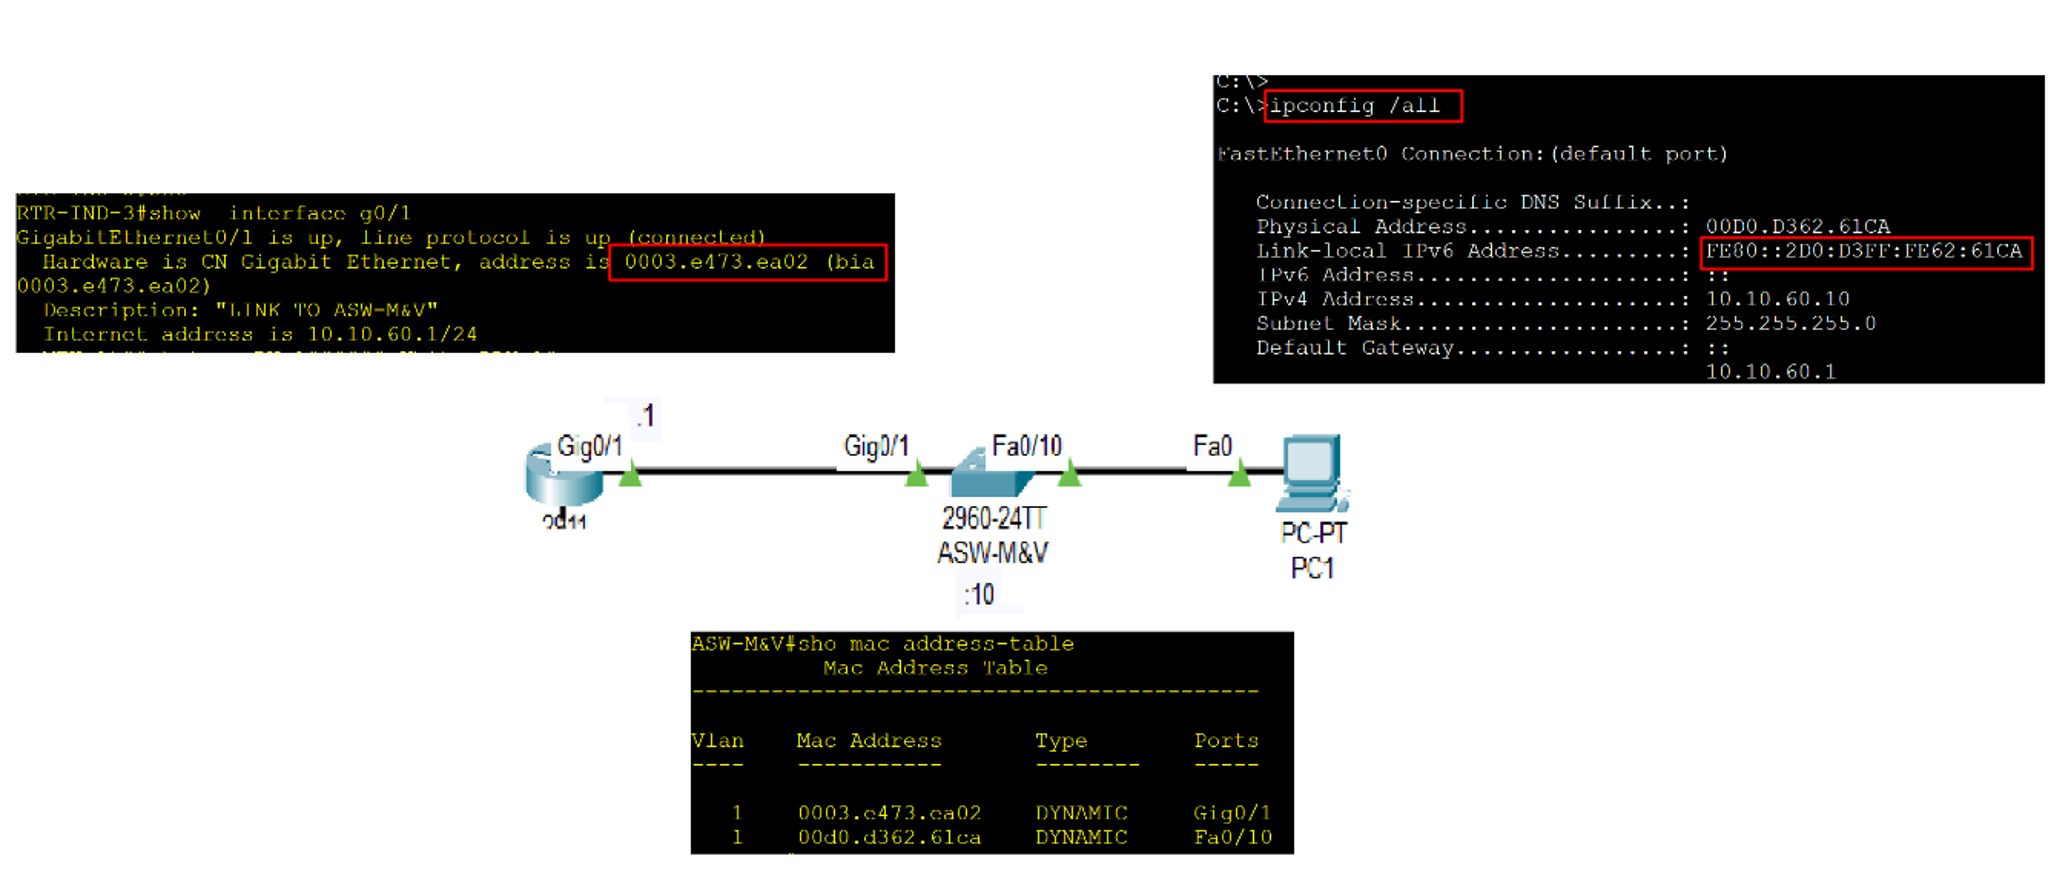 C:\>
C:\>ipconfig /all
FastEthernet0 Connection:(default port)
Connection-specific DNS Suffix..:
Physical Address................: 00D0.D362.61CA
Link-local IPv6 Address.........: FE80::2D0:D3FF:FE62:61CA
IPv6 Address....................: ::
IPv4 Address....................: 10.10.60.10
Subnet Mask.....................: 255.255.255.0
Default Gateway.................: ::
10.10.60.1
RTR-IND-3#show  interface g0/1
GigabitEthernet0/1 is up, line protocol is up (connected)
Hardware is CN Gigabit Ethernet, address is 0003.e473.ea02 (bia
0003.e473.ea02)
Description: "LINK TO ASW-M&V"
Internet address is 10.10.60.1/24
.1
Gig0/1
Gig0/1
Fa0/10
Fa0
2911
2960-24TT
ASW-M&V
:10
PC-PT
PC1
ASW-M&V#sho mac address-table
Mac Address Table
-------------------------------------------
Vlan    Mac Address       Type        Ports
----    -----------       --------    -----
1    0003.e473.ea02    DYNAMIC     Gig0/1
1    00d0.d362.61ca    DYNAMIC     Fa0/10